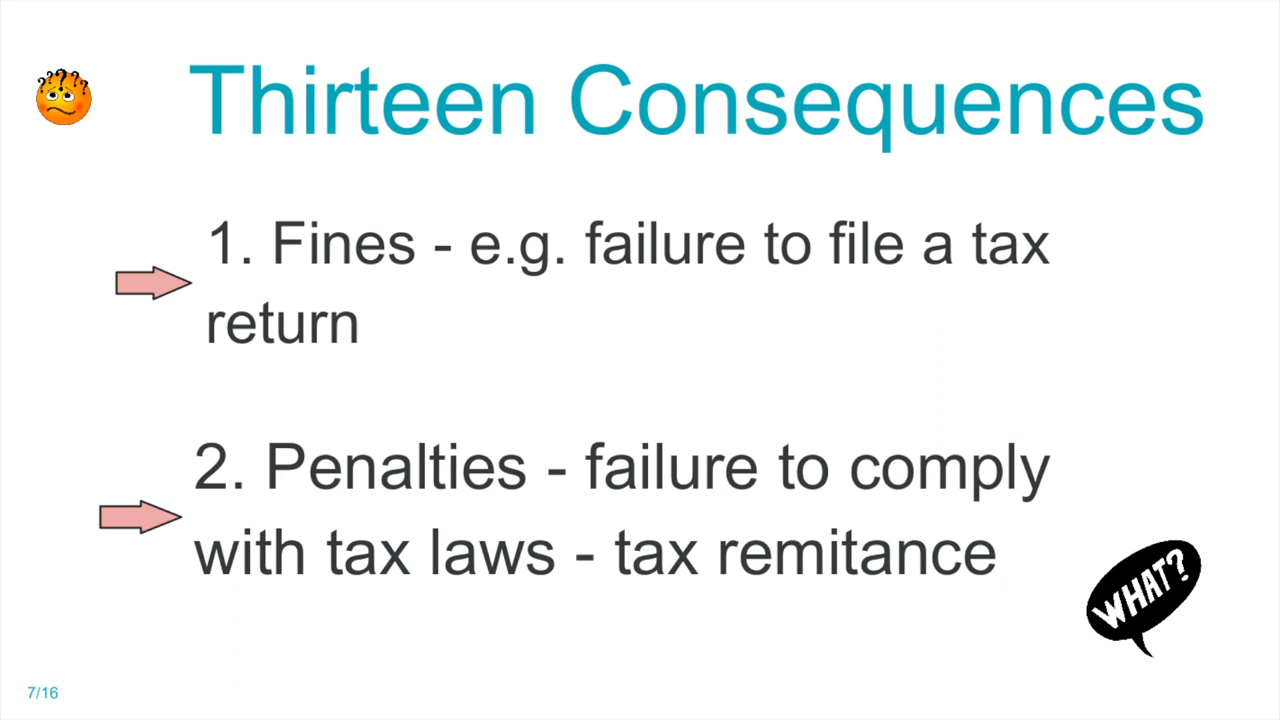 Thirteen Consequences
1. Fines - e.g. failure to file a tax
return
2. Penalties - failure to comply
with tax laws - tax remitance
WHAT?
7/16